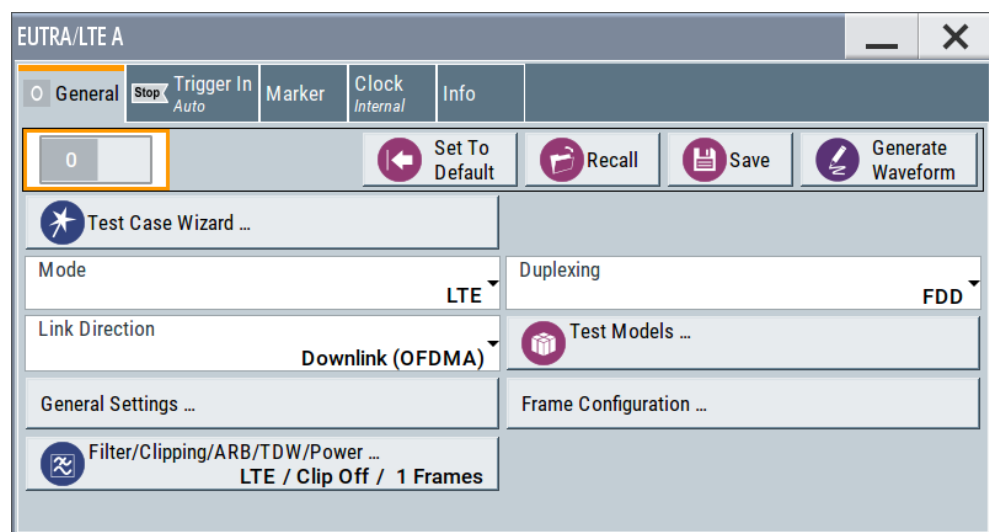 EUTRA/LTE A
0 General
Stop Trigger In
Auto
Marker
Clock
Internal
Info
0
Set To
Default
Recall
Save
Generate
Waveform
Test Case Wizard …
Mode
LTE
Duplexing
FDD
Link Direction
Downlink (OFDMA)
Test Models …
General Settings …
Frame Configuration …
Filter/Clipping/ARB/TDW/Power …
LTE / Clip Off / 1 Frames